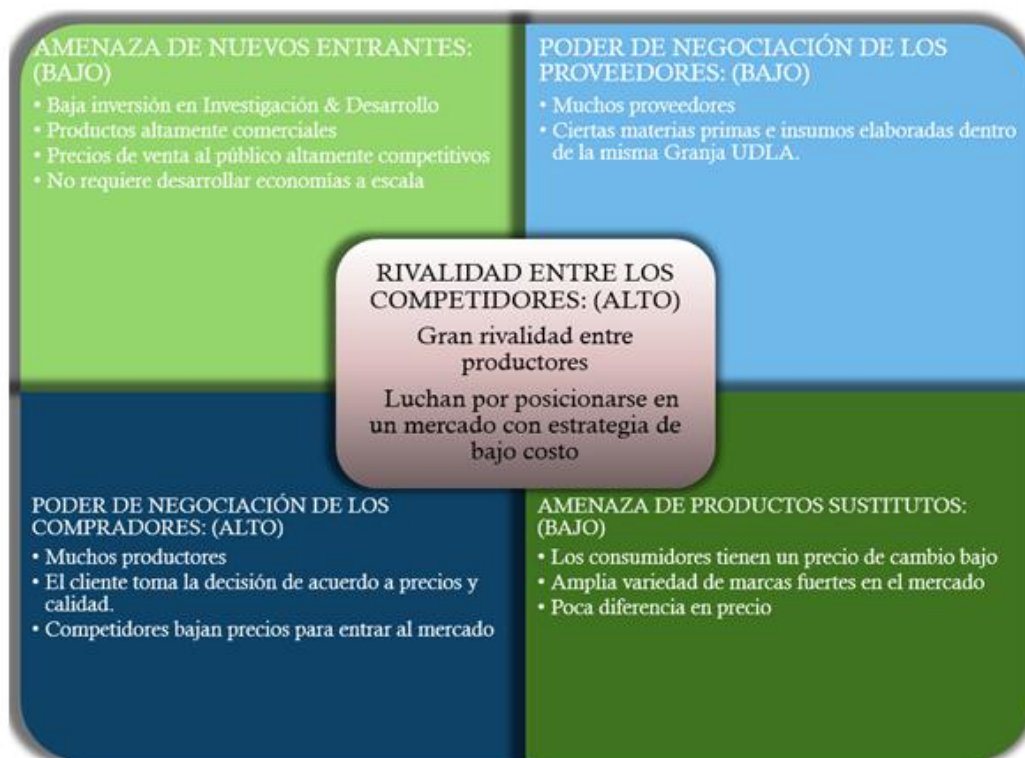 AMENAZA DE NUEVOS ENTRANTES:
(BAJO)
• Baja inversión en Investigación & Desarrollo
• Productos altamente comerciales
• Precios de venta al público altamente competitivos
• No requiere desarrollar economías a escala
PODER DE NEGOCIACIÓN DE LOS
PROVEEDORES: (BAJO)
• Muchos proveedores
• Ciertas materias primas e insumos elaboradas dentro
de la misma Granja UDLA.
RIVALIDAD ENTRE LOS
COMPETIDORES: (ALTO)
Gran rivalidad entre
productores
Luchan por posicionarse en
un mercado con estrategia de
bajo costo
PODER DE NEGOCIACIÓN DE LOS
COMPRADORES: (ALTO)
• Muchos productores
• El cliente toma la decisión de acuerdo a precios y
calidad.
• Competidores bajan precios para entrar al mercado
AMENAZA DE PRODUCTOS SUSTITUTOS:
(BAJO)
• Los consumidores tienen un precio de cambio bajo
• Amplia variedad de marcas fuertes en el mercado
• Poca diferencia en precio